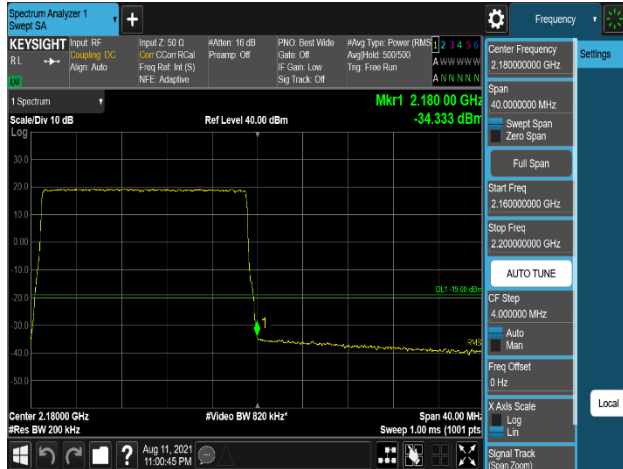 Spectrum Analyzer 1
Swept SA
+
Frequency
KEYSIGHT
Input: RF
Input Z: 50 Ω
#Atten: 16 dB
PNO: Best Wide
#Avg Type: Power (RMS
1 2 3 4 5 6
R L
Coupling: DC
Corr CCorr RCal
Preamp: Off
Gate: Off
Avg|Hold: 500/500
A W W W W W
Align: Auto
Freq Ref: Int (S)
IF Gain: Low
Trig: Free Run
NFE: Adaptive
Sig Track: Off
A N N N N N
1 Spectrum
Mkr1 2.180 00 GHz
Scale/Div 10 dB
Ref Level 40.00 dBm
-34.333 dBm
Log
30.0
20.0
10.0
0.00
-10.0
DL1 -19.00 dBm
-20.0
-30.0
1
RMS
-40.0
-50.0
Center 2.18000 GHz
#Video BW 820 kHz*
Span 40.00 MHz
#Res BW 200 kHz
Sweep 1.00 ms (1001 pts
?
Aug 11, 2021
11:00:45 PM
Center Frequency
2.180000000 GHz
Settings
Span
40.0000000 MHz
Swept Span
Zero Span
Full Span
Start Freq
2.160000000 GHz
Stop Freq
2.200000000 GHz
AUTO TUNE
CF Step
4.000000 MHz
Auto
Man
Freq Offset
0 Hz
X Axis Scale
Log
Lin
Local
Signal Track
(Span Zoom)